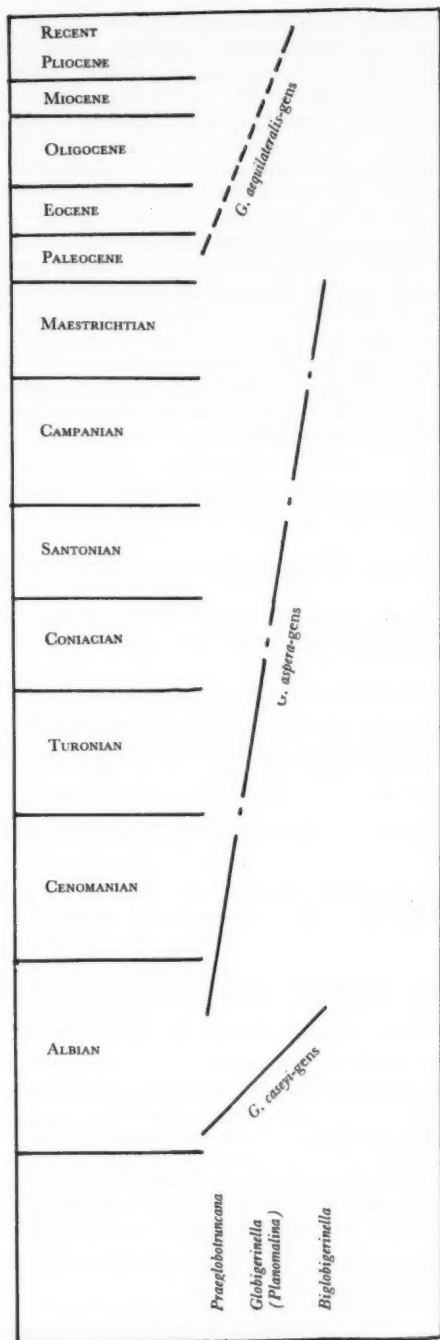 RECENT
PLIOCENE
MIOCENE
OLIGOCENE
EOCENE
PALEOCENE
MAESTRICHTIAN
CAMPANIAN
SANTONIAN
CONIACIAN
TURONIAN
CENOMANIAN
ALBIAN
G. aequilateralis-gens
G. aspera-gens
G. caseyi-gens
Praeglobotruncana
Globigerinella
(Planomalina)
Biglobigerinella